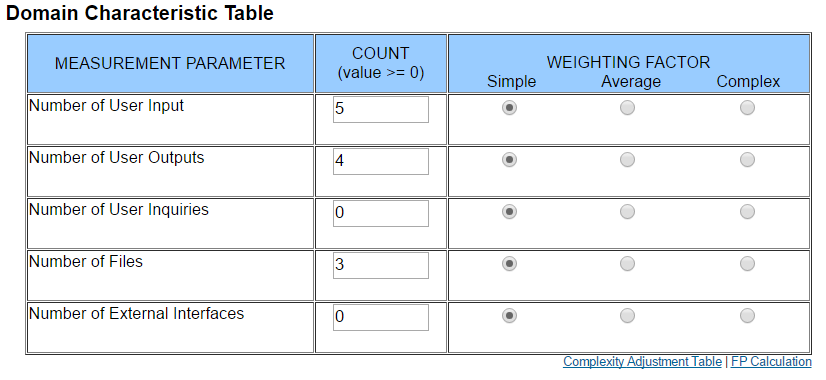 Domain Characteristic Table
MEASUREMENT PARAMETER
COUNT
(value >= 0)
WEIGHTING FACTOR
Simple Average Complex
Number of User Input 5
Number of User Outputs 4
Number of User Inquiries 0
Number of Files 3
Number of External Interfaces 0
Complexity Adjustment Table | FP Calculation